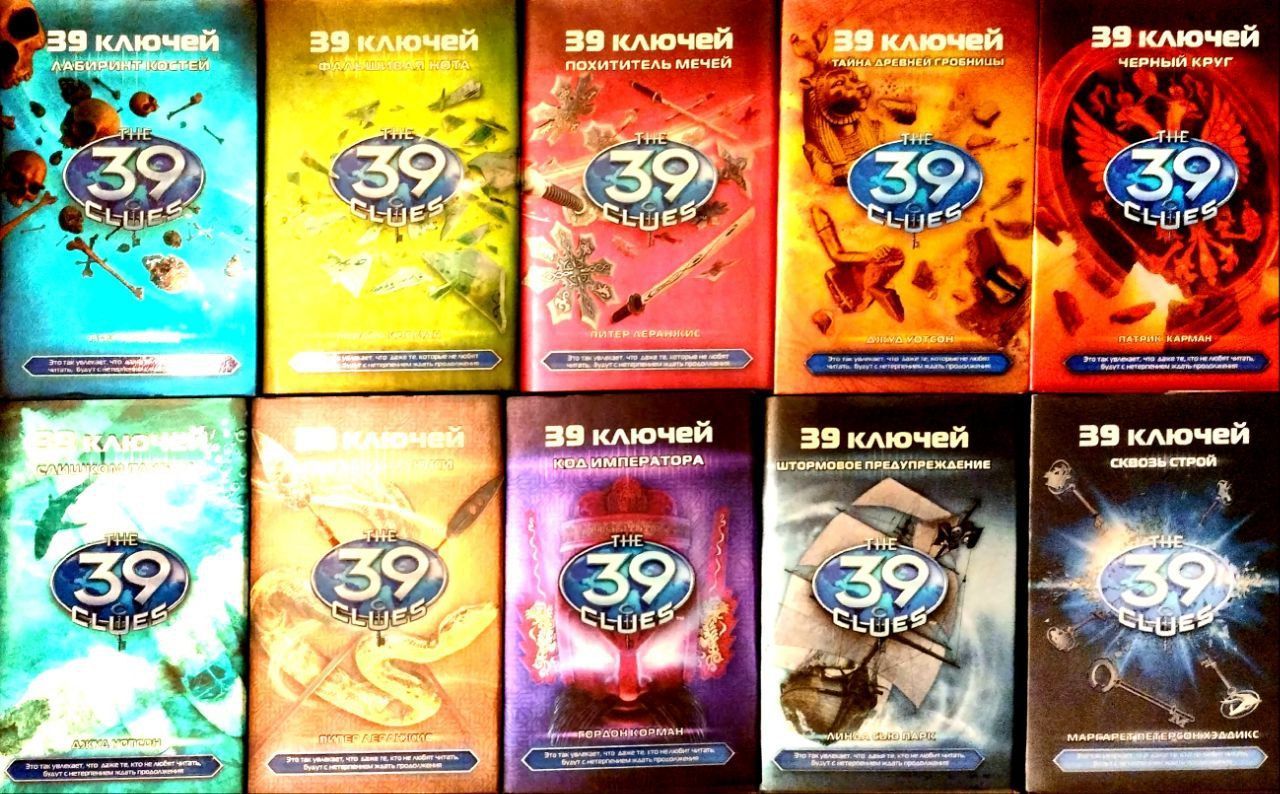 39 ключей
ЛАБИРИНТ КОСТЕЙ
THE
39
CLUES
Это так увлекает, что даже
читать, будут с нетерпением
39 ключей
ФАЛЬШИВАЯ НОТА
THE
39
CLUES
Это так увлекает, что даже те, которые не любят
читать, будут с нетерпением ждать продолжения
39 ключей
ПОХИТИТЕЛЬ МЕЧЕЙ
THE
39
CLUES
ПИТЕР ЛЕРАНЖИС
Это так увлекает, что даже те, которые не любят
читать, будут с нетерпением ждать продолжения
39 ключей
ТАЙНА ДРЕВНЕЙ ГРОБНИЦЫ
THE
39
CLUES
ДЖУД УОТСОН
Это так увлекает, что даже те, которые не любят
читать, будут с нетерпением ждать продолжения
39 ключей
ЧЕРНЫЙ КРУГ
THE
39
CLUES
ПАТРИК КАРМАН
Это так увлекает, что даже те, кто не любит читать,
будут с нетерпением ждать продолжения
39 ключей
СЛИШКОМ
THE
39
CLUES
ДЖУД УОТСОН
Это так увлекает, что даже те, кто не любит читать,
будут с нетерпением ждать продолжения
39 ключей
THE
39
CLUES
ПИТЕР ЛЕРАНЖИС
Это так увлекает, что даже те, кто не любит читать,
будут с нетерпением ждать продолжения
39 ключей
КОД ИМПЕРАТОРА
THE
39
CLUES
ГОРДОН КОРМАН
Это так увлекает, что даже те, кто не любит читать,
будут с нетерпением ждать продолжения
39 ключей
ШТОРМОВОЕ ПРЕДУПРЕЖДЕНИЕ
THE
39
CLUES
ЛИНДА СЬЮ ПАРК
Это так увлекает, что даже те, кто не любит читать,
будут с нетерпением ждать продолжения
39 ключей
СКВОЗЬ СТРОЙ
THE
39
CLUES
МАРГАРЕТ ПЕТЕРСОН ХЭДДИКС